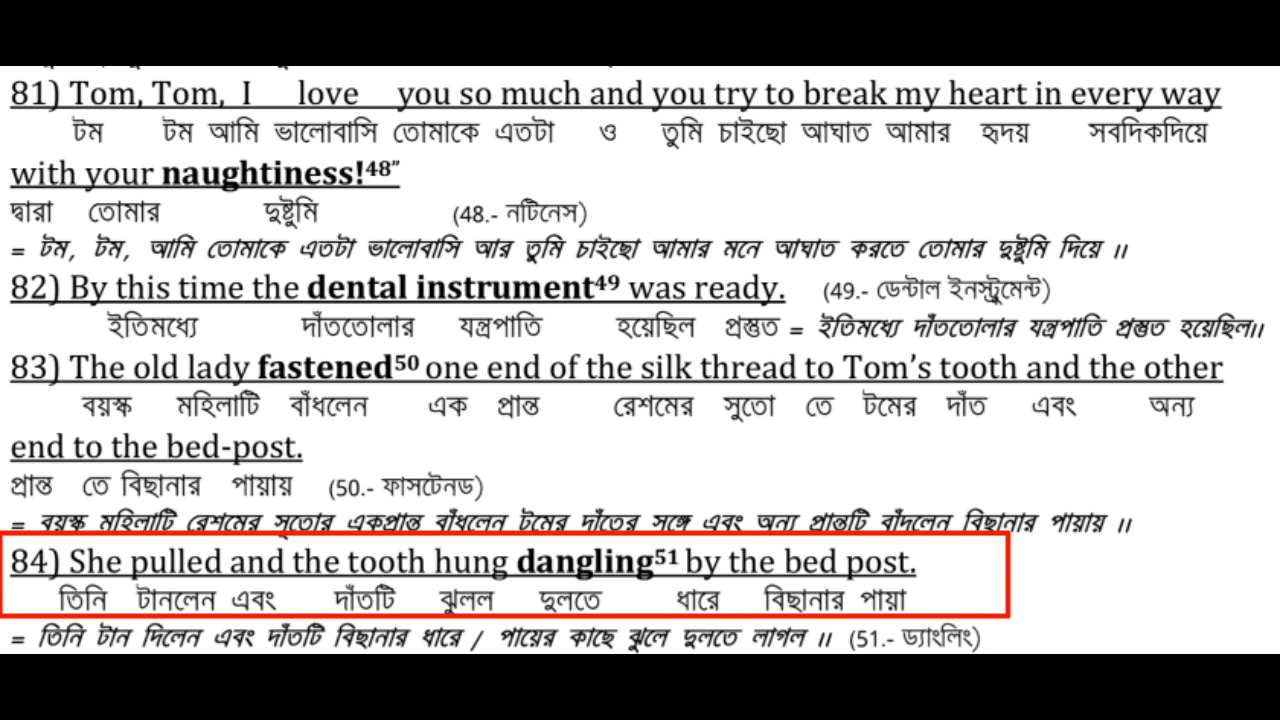 81) Tom, Tom, I love you so much and you try to break my heart in every way
টম টম আমি ভালোবাসি তোমাকে এতটা ও তুমি চাইছো আঘাত আমার হৃদয় সবদিকদিয়ে
with your naughtiness!⁴⁸”
দ্বারা তোমার দুষ্টুমি (48.- নটিনেস)
= টম, টম, আমি তোমাকে এতটা ভালোবাসি আর তুমি চাইছো আমার মনে আঘাত করতে তোমার দুষ্টুমি দিয়ে ॥
82) By this time the dental instrument⁴⁹ was ready. (49.- ডেন্টাল ইনস্ট্রুমেন্ট)
ইতিমধ্যে দাঁততোলার যন্ত্রপাতি হয়েছিল প্রস্তুত = ইতিমধ্যে দাঁততোলার যন্ত্রপাতি প্রস্তুত হয়েছিল॥
83) The old lady fastened⁵⁰ one end of the silk thread to Tom’s tooth and the other
বয়স্ক মহিলাটি বাঁধলেন এক প্রান্ত রেশমের সুতো তে টমের দাঁত এবং অন্য
end to the bed-post.
প্রান্ত তে বিছানার পায়ায় (50.- ফাসটেনড)
= বয়স্ক মহিলাটি রেশমের সুতোর একপ্রান্ত বাঁধলেন টমের দাঁতের সঙ্গে এবং অন্য প্রান্তটি বাঁদলেন বিছানার পায়ায় ॥
84) She pulled and the tooth hung dangling⁵¹ by the bed post.
তিনি টানলেন এবং দাঁতটি ঝুলল দুলতে ধারে বিছানার পায়া
= তিনি টান দিলেন এবং দাঁতটি বিছানার ধারে / পায়ের কাছে ঝুলে দুলতে লাগল ॥ (51.- ড্যাংলিং)